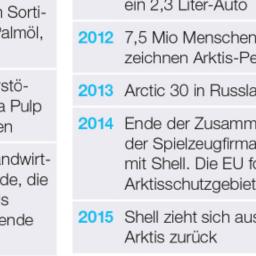 n Sorti-
Palmöl,
rstö-
a Pulp
en
andwirt-
de, die
s
ende
ein 2,3 Liter-Auto
2012 7,5 Mio Menschen
zeichnen Arktis-Pe
2013 Arctic 30 in Russla
2014 Ende der Zusamm
der Spielzeugfirma
mit Shell. Die EU fo
Arktisschutzgebiet
2015 Shell zieht sich aus
Arktis zurück